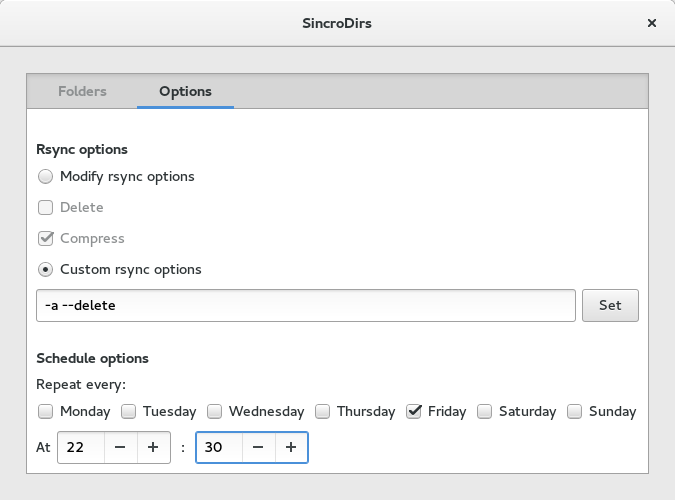 SincroDirs
Folders Options
Rsync options
Modify rsync options
Delete
Compress
Custom rsync options
-a --delete Set
Schedule options
Repeat every:
Monday Tuesday Wednesday Thursday Friday Saturday Sunday
At 22 : 30